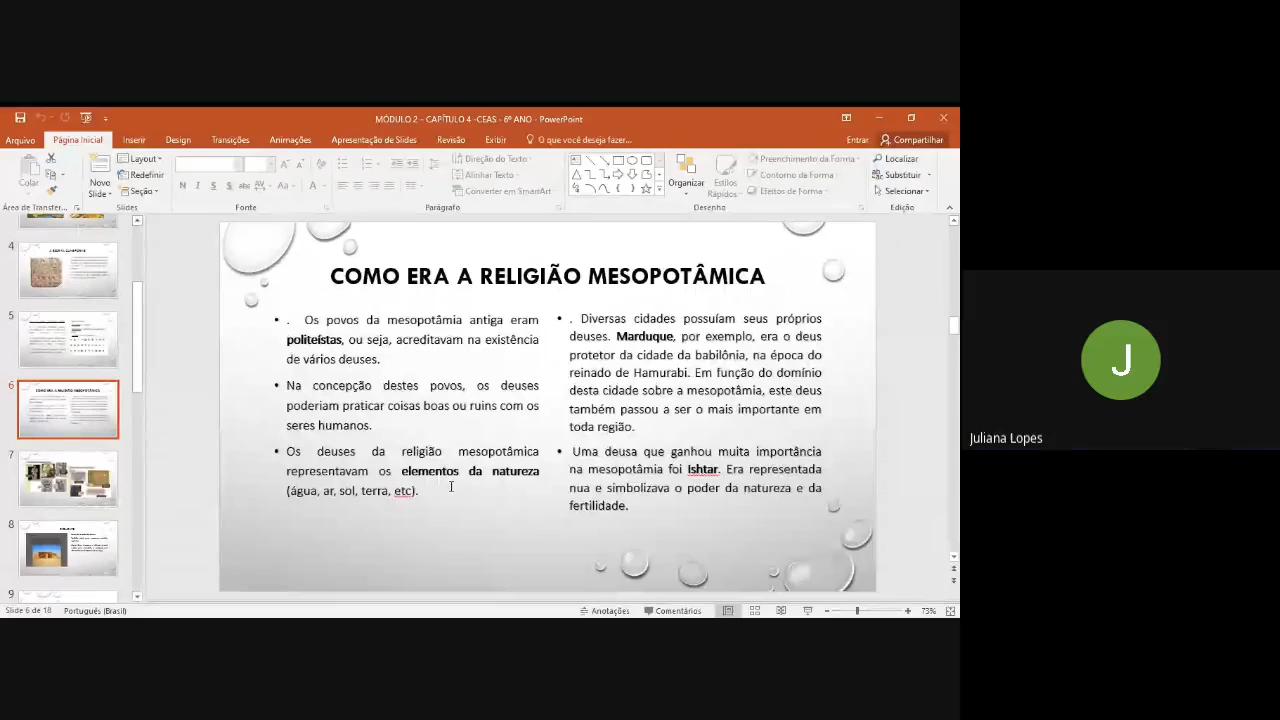 MÓDULO 2 – CAPÍTULO 4 -CEAS - 6º ANO - PowerPoint
Arquivo Página Inicial Inserir Design Transições Animações Apresentação de Slides Revisão Exibir O que você deseja fazer... Entrar Compartilhar
Colar
Novo
Slide
Layout
Redefinir
Seção
Direção do Texto
Alinhar Texto
Converter em SmartArt
Organizar
Estilos
Rápidos
Preenchimento da Forma
Contorno da Forma
Efeitos de Forma
Localizar
Substituir
Selecionar
Área de Transfer... Slides Fonte Parágrafo Desenho Edição
4
5
6
7
8
9
COMO ERA A RELIGIÃO MESOPOTÂMICA
• . Os povos da mesopotâmia antiga eram
politeístas, ou seja, acreditavam na existência
de vários deuses.
• Na concepção destes povos, os deuses
poderiam praticar coisas boas ou ruins com os
seres humanos.
• Os deuses da religião mesopotâmica
representavam os elementos da natureza
(água, ar, sol, terra, etc).
• . Diversas cidades possuíam seus próprios
deuses. Marduque, por exemplo, era o deus
protetor da cidade da babilônia, na época do
reinado de Hamurabi. Em função do domínio
desta cidade sobre a mesopotâmia, este deus
também passou a ser o mais importante em
toda região.
• Uma deusa que ganhou muita importância
na mesopotâmia foi Ishtar. Era representada
nua e simbolizava o poder da natureza e da
fertilidade.
Slide 6 de 18 Português (Brasil) Anotações Comentários 73%
J
Juliana Lopes